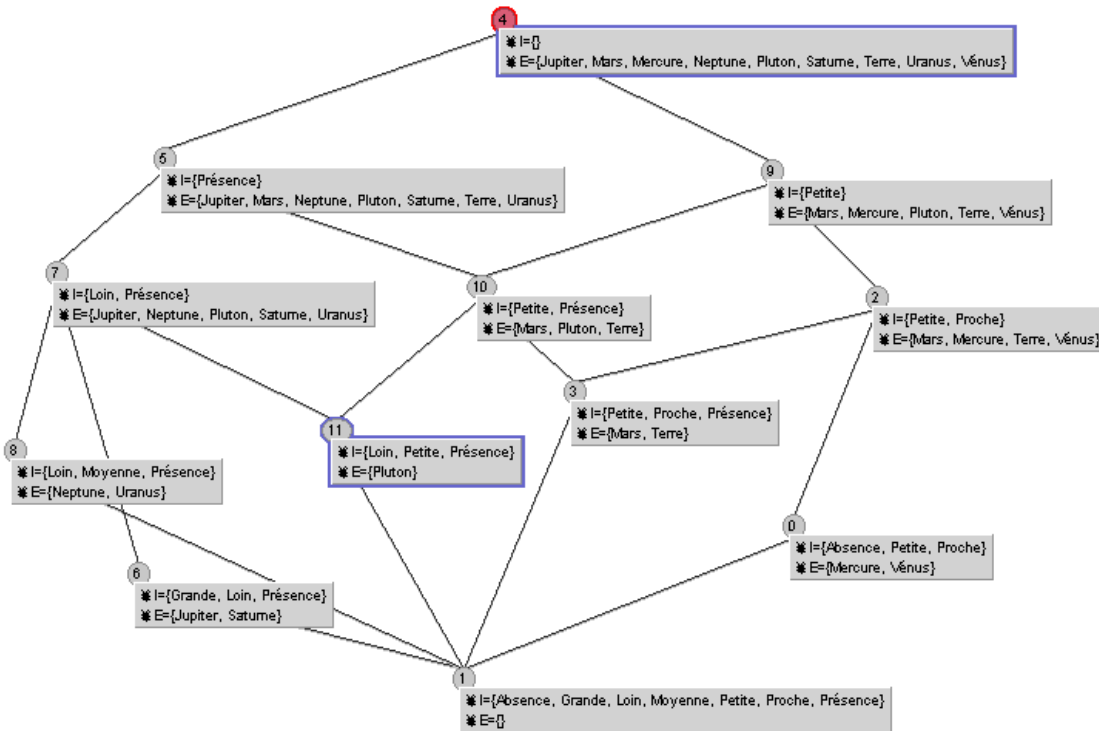 4
I={}
E={Jupiter, Mars, Mercure, Neptune, Pluton, Saturne, Terre, Uranus, Vénus}
5
I={Présence}
E={Jupiter, Mars, Neptune, Pluton, Saturne, Terre, Uranus}
9
I={Petite}
E={Mars, Mercure, Pluton, Terre, Vénus}
7
I={Loin, Présence}
E={Jupiter, Neptune, Pluton, Saturne, Uranus}
10
I={Petite, Présence}
E={Mars, Pluton, Terre}
2
I={Petite, Proche}
E={Mars, Mercure, Terre, Vénus}
3
I={Petite, Proche, Présence}
E={Mars, Terre}
11
I={Loin, Petite, Présence}
E={Pluton}
8
I={Loin, Moyenne, Présence}
E={Neptune, Uranus}
0
I={Absence, Petite, Proche}
E={Mercure, Vénus}
6
I={Grande, Loin, Présence}
E={Jupiter, Saturne}
1
I={Absence, Grande, Loin, Moyenne, Petite, Proche, Présence}
E={}